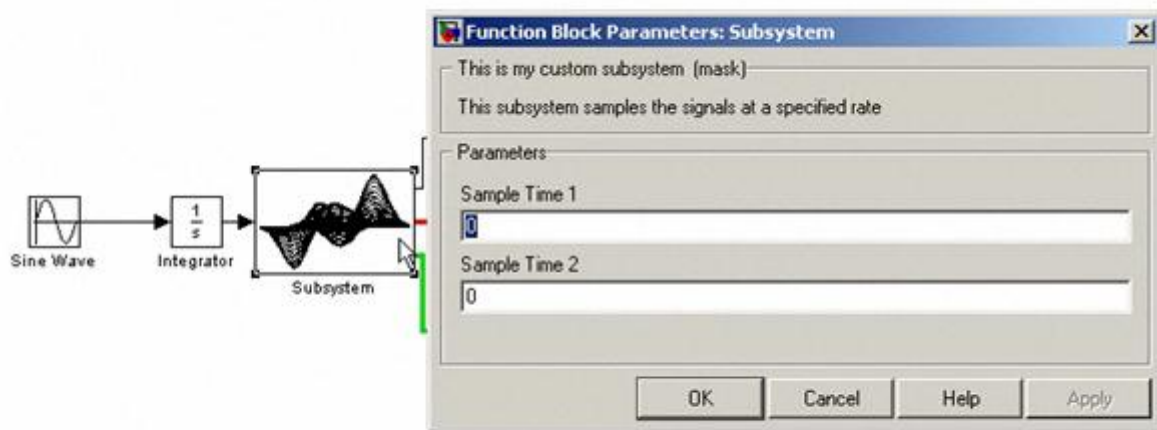 Function Block Parameters: Subsystem
This is my custom subsystem (mask)
This subsystem samples the signals at a specified rate
Parameters
Sample Time 1
0
Sample Time 2
0
OK Cancel Help Apply
1
s
Sine Wave
Integrator
Subsystem